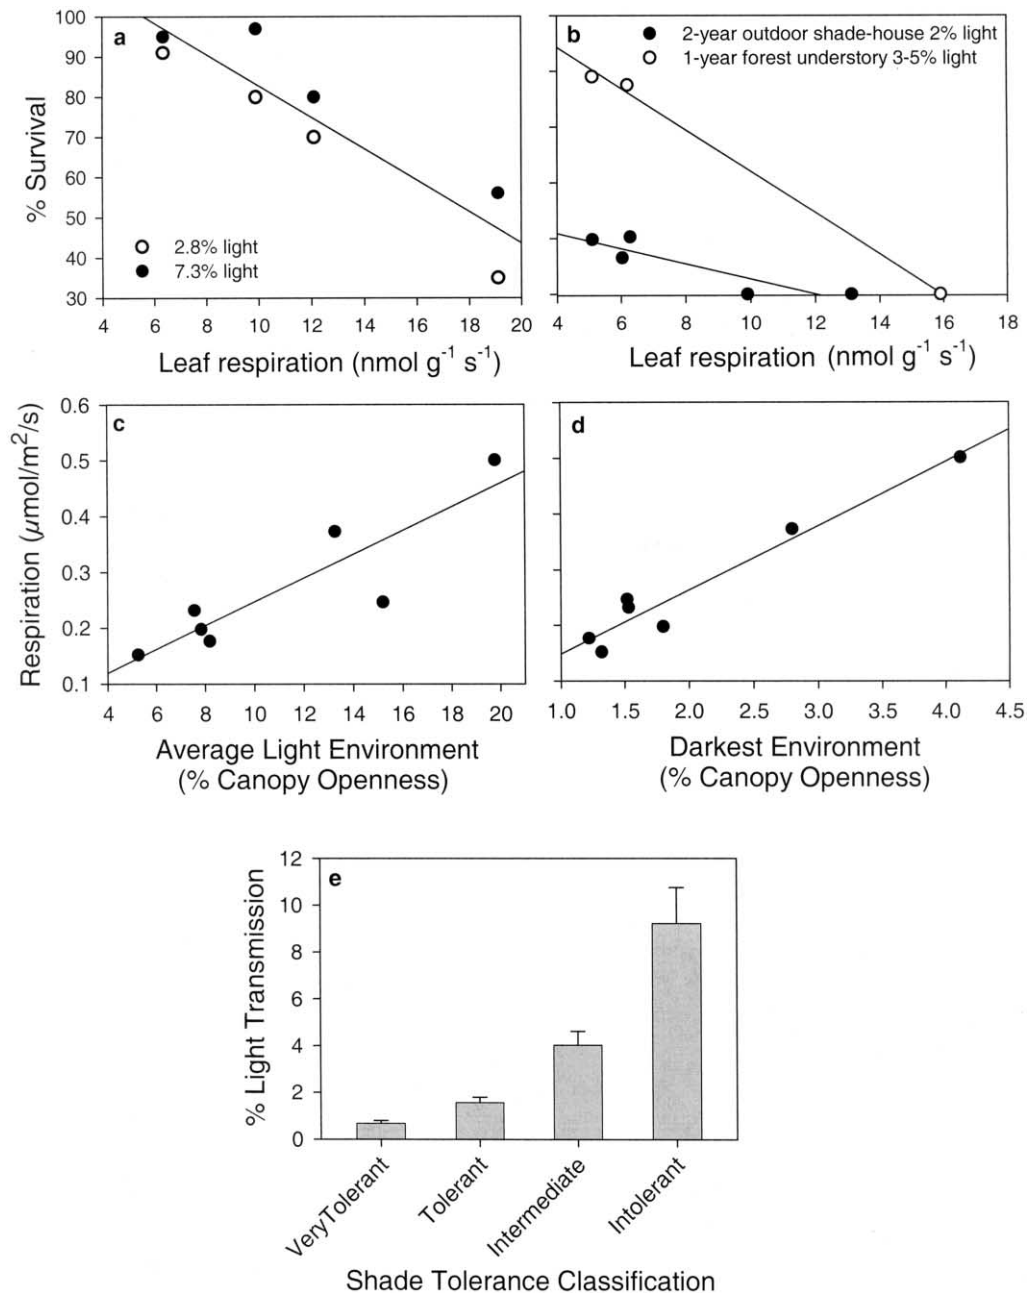 a
100
90
80
70
60
50
40
30
% Survival
2.8% light
7.3% light
4 6 8 10 12 14 16 18 20
Leaf respiration (nmol g⁻¹ s⁻¹)
b
2-year outdoor shade-house 2% light
1-year forest understory 3-5% light
4 6 8 10 12 14 16 18
Leaf respiration (nmol g⁻¹ s⁻¹)
c
0.6
0.5
0.4
0.3
0.2
0.1
Respiration (μmol/m²/s)
4 6 8 10 12 14 16 18 20
Average Light Environment
(% Canopy Openness)
d
1.0 1.5 2.0 2.5 3.0 3.5 4.0 4.5
Darkest Environment
(% Canopy Openness)
e
12
10
8
6
4
2
0
% Light Transmission
VeryTolerant
Tolerant
Intermediate
Intolerant
Shade Tolerance Classification